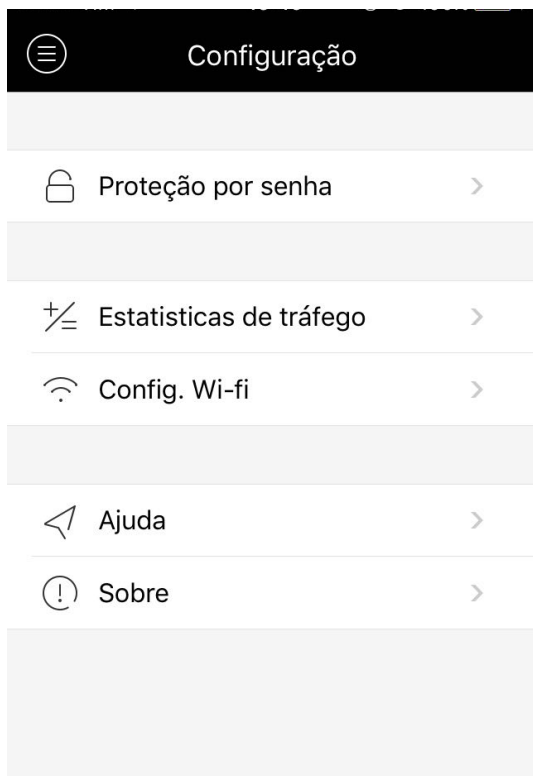 Configuração
Proteção por senha
Estatisticas de tráfego
Config. Wi-fi
Ajuda
Sobre